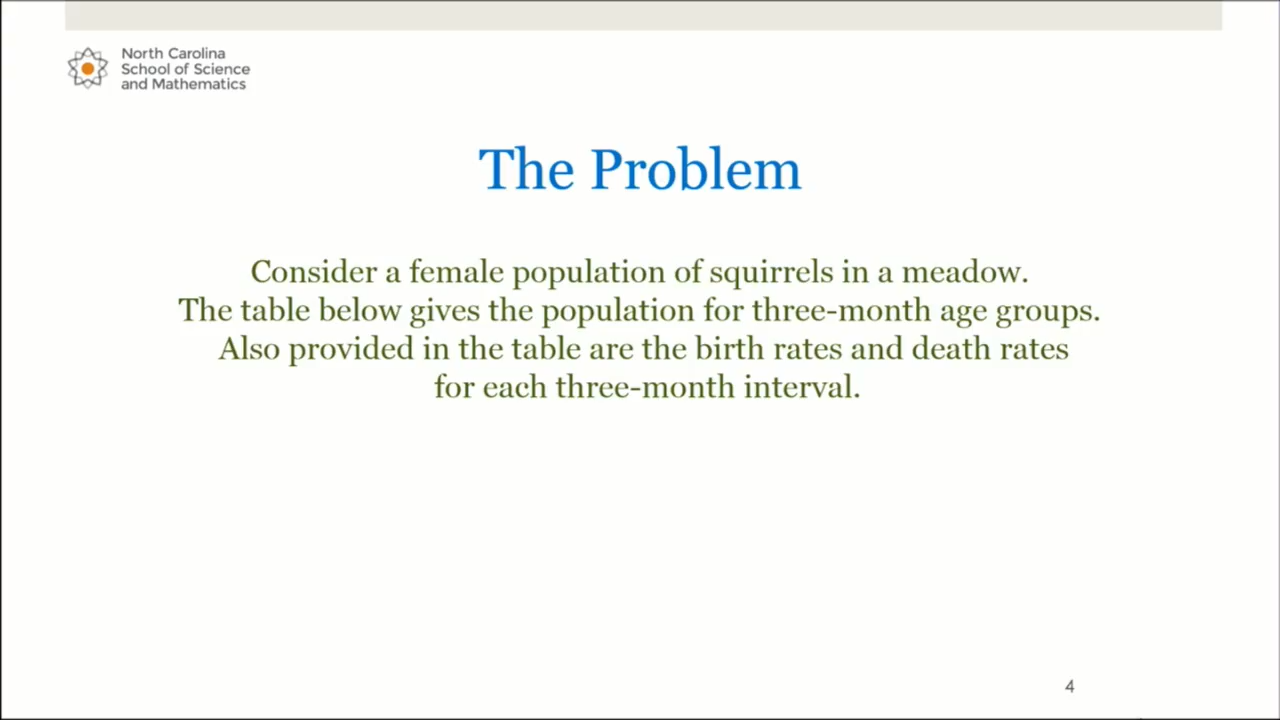 North Carolina
School of Science
and Mathematics
The Problem
Consider a female population of squirrels in a meadow.
The table below gives the population for three-month age groups.
Also provided in the table are the birth rates and death rates
for each three-month interval.
4